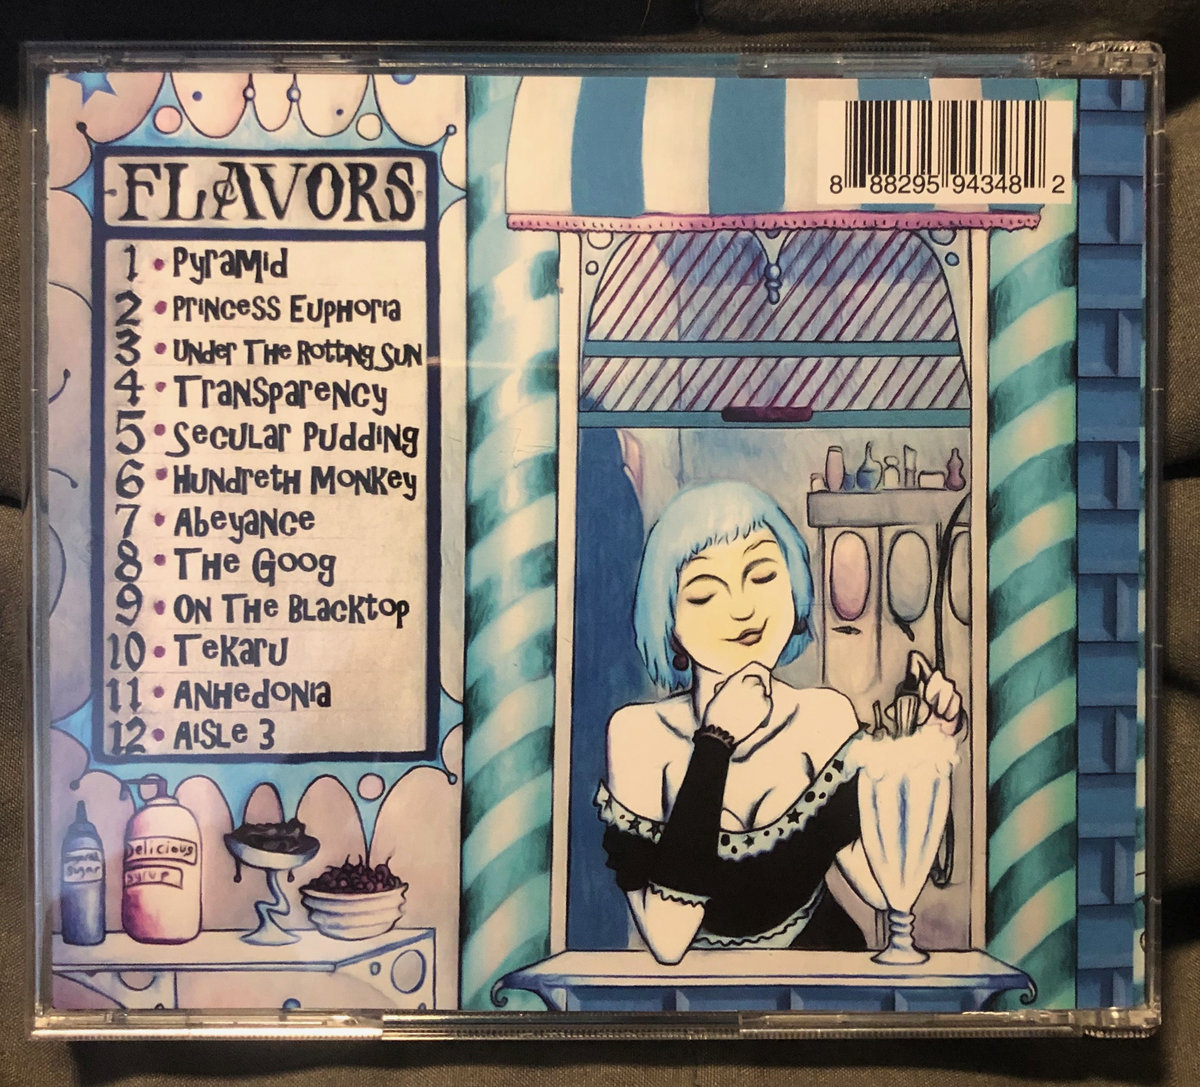 FLAVORS
1 • Pyramid
2 • Princess Euphoria
3 • Under The Rotting Sun
4 • Transparency
5 • Secular Pudding
6 • Hundreth Monkey
7 • Abeyance
8 • The Goog
9 • On The Blacktop
10 • Tekaru
11 • Anhedonia
12 • Aisle 3
8 88295 94348 2
Delicious
syrup
sugar